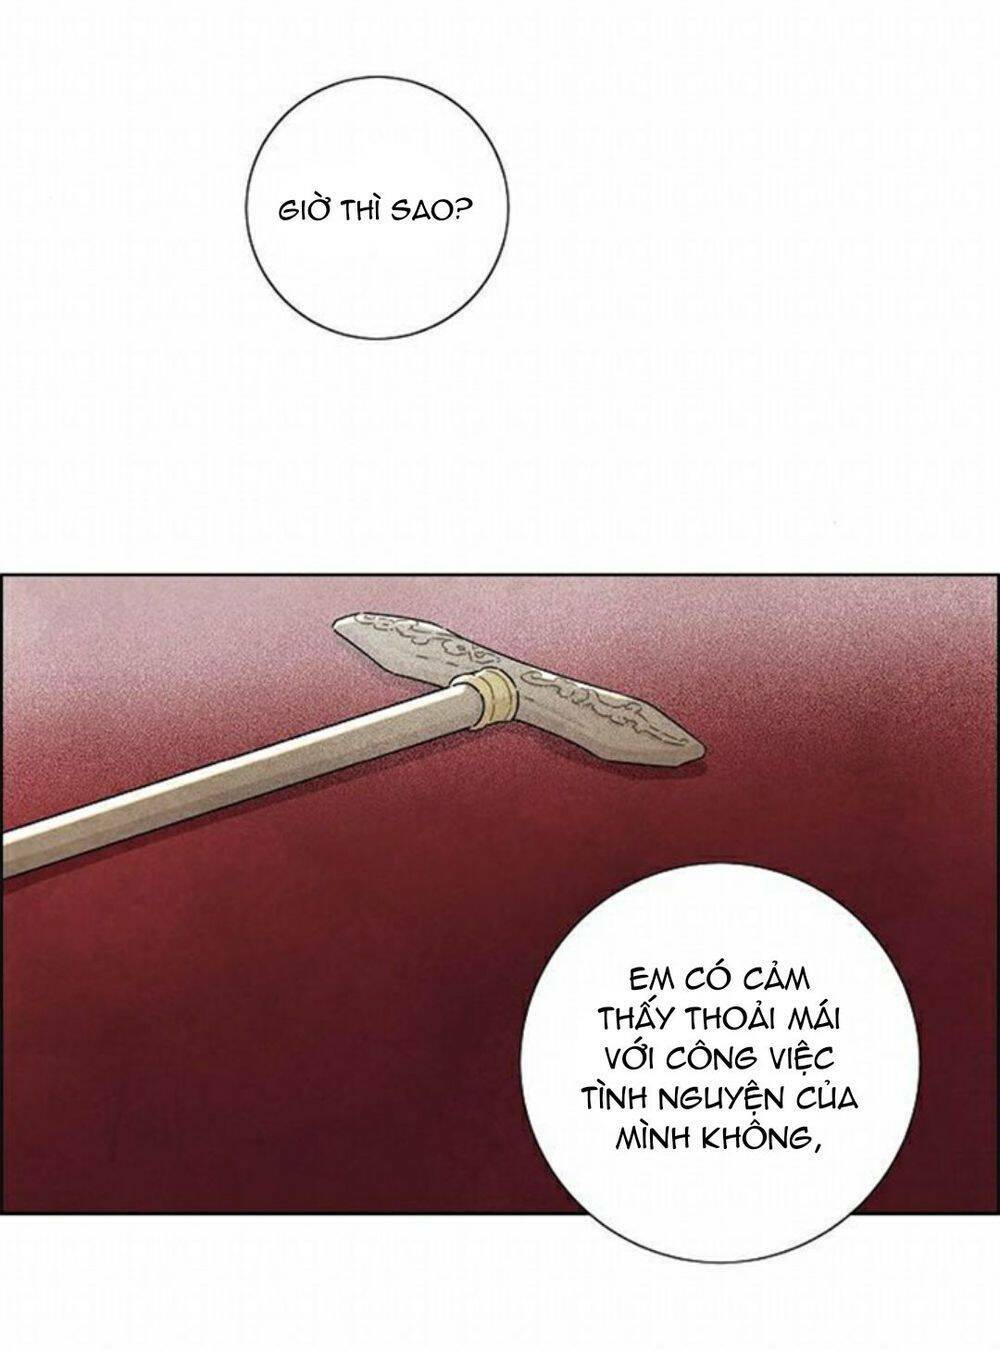 GIỜ THÌ SAO?
EM CÓ CẢM
THẤY THOẢI MÁI
VỚI CÔNG VIỆC
TÌNH NGUYỆN CỦA
MÌNH KHÔNG,